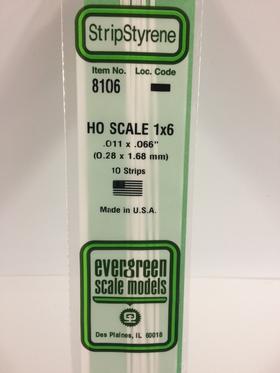 StripStyrene
Item No. Loc. Code
8106
HO SCALE 1x6
.011 x .066"
(0.28 x 1.68 mm)
10 Strips
Made in U.S.A.
evergreen
scale models
Des Plaines, IL 60018